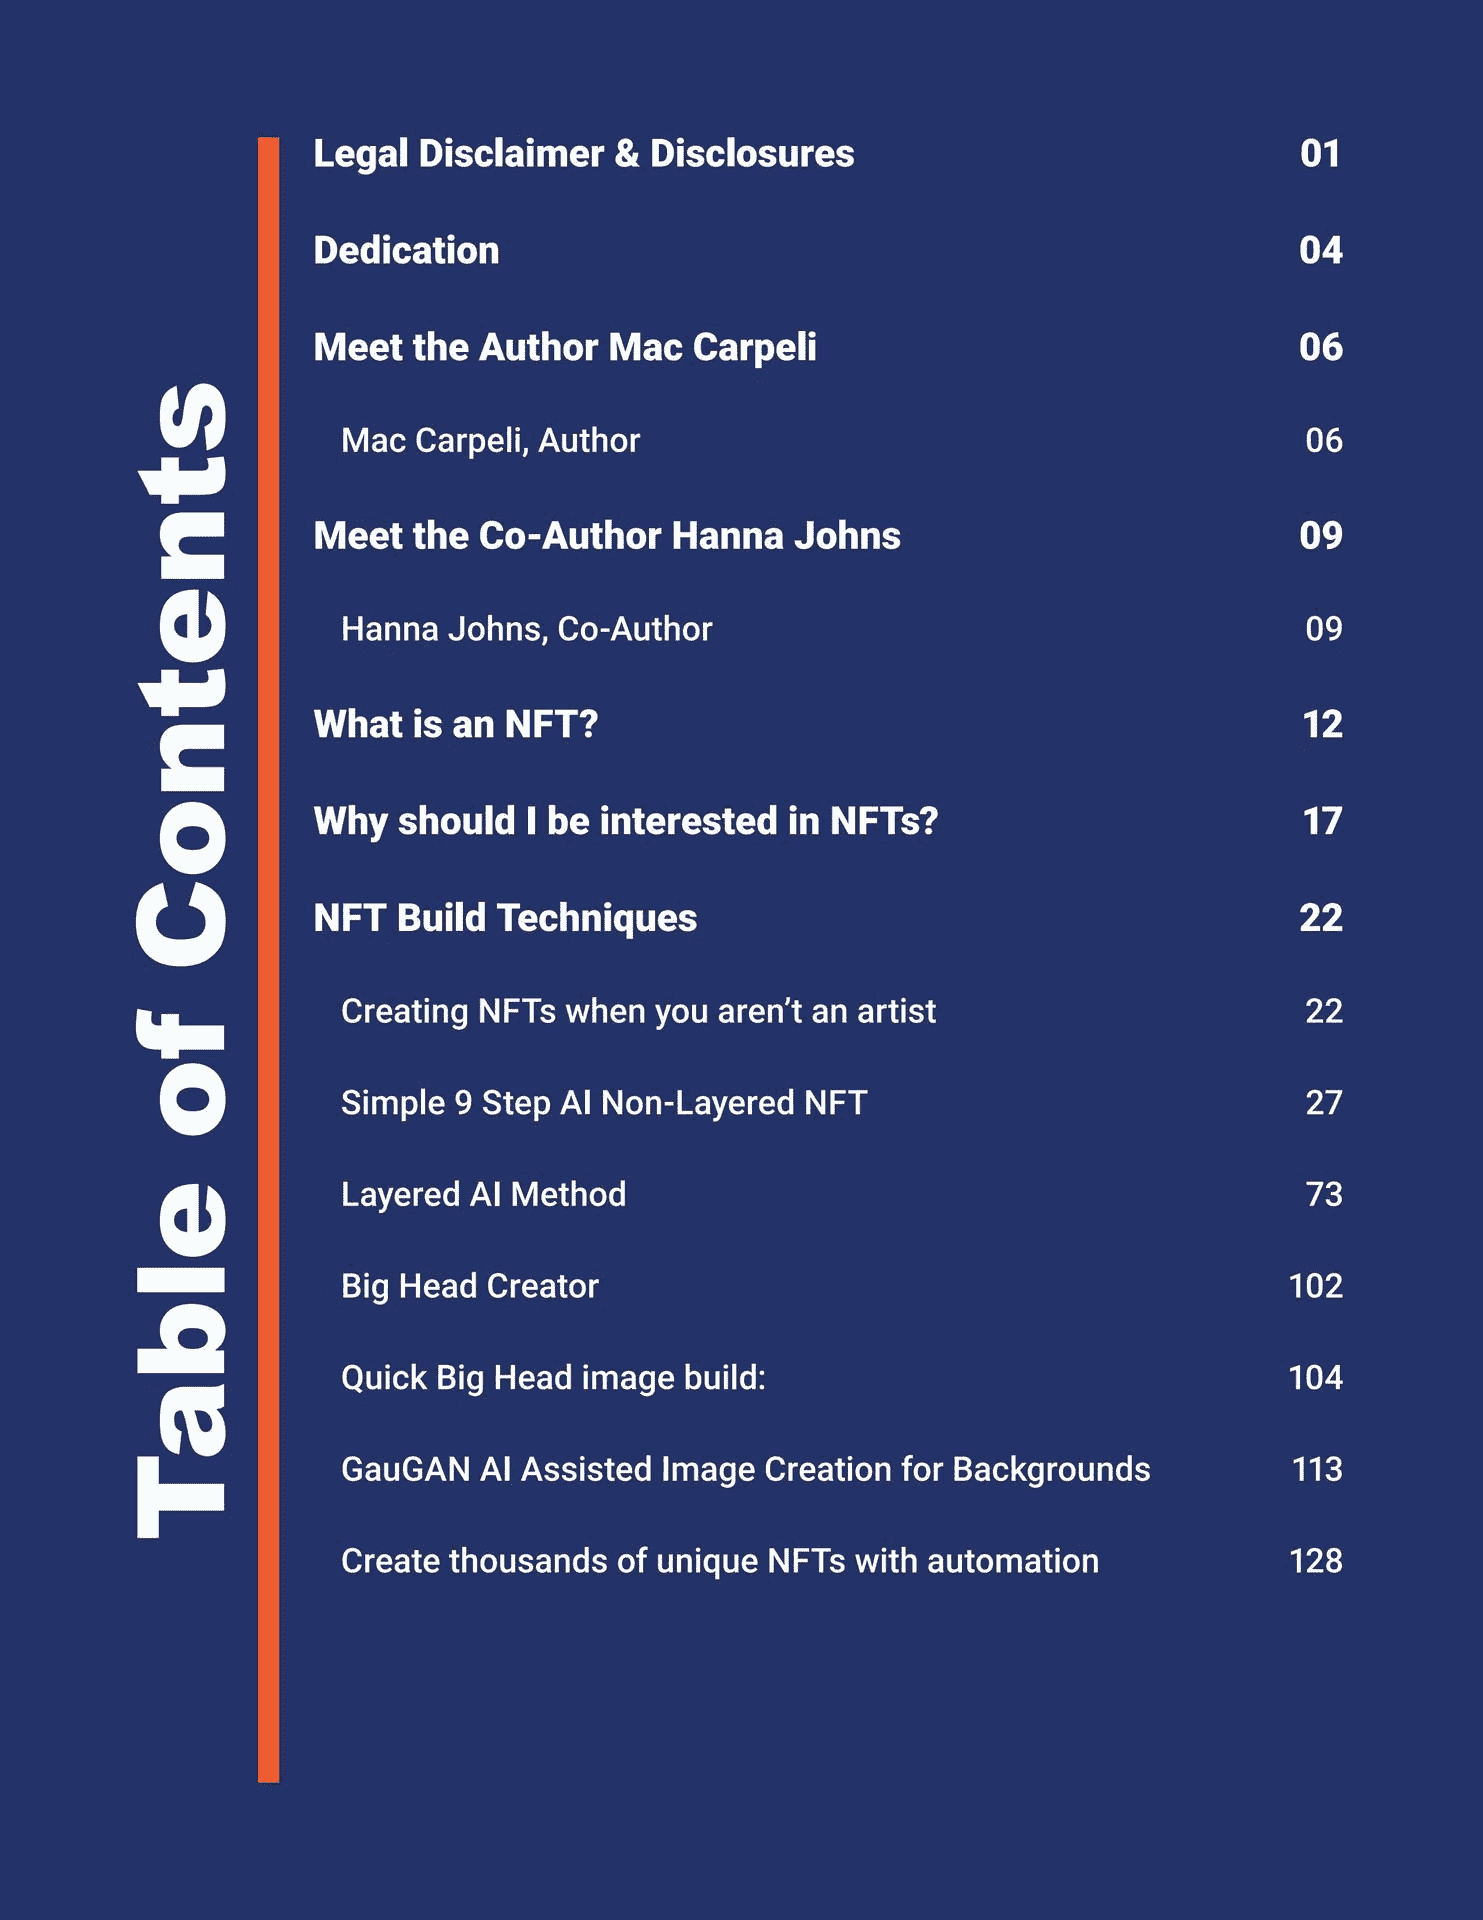 Table of Contents
Legal Disclaimer & Disclosures 01
Dedication 04
Meet the Author Mac Carpeli 06
Mac Carpeli, Author 06
Meet the Co-Author Hanna Johns 09
Hanna Johns, Co-Author 09
What is an NFT? 12
Why should I be interested in NFTs? 17
NFT Build Techniques 22
Creating NFTs when you aren’t an artist 22
Simple 9 Step AI Non-Layered NFT 27
Layered AI Method 73
Big Head Creator 102
Quick Big Head image build: 104
GauGAN AI Assisted Image Creation for Backgrounds 113
Create thousands of unique NFTs with automation 128